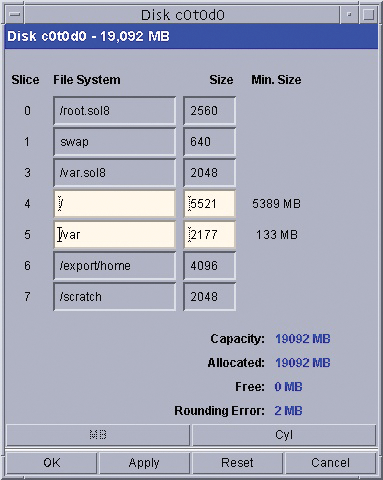 Disk c0t0d0
Disk c0t0d0 - 19,092 MB
Slice File System Size Min. Size
0 /root.sol8 2560
1 swap 640
3 /var.sol8 2048
4 / 5521 5389 MB
5 /var 2177 133 MB
6 /export/home 4096
7 /scratch 2048
Capacity: 19092 MB
Allocated: 19092 MB
Free: 0 MB
Rounding Error: 2 MB
MB Cyl
OK Apply Reset Cancel